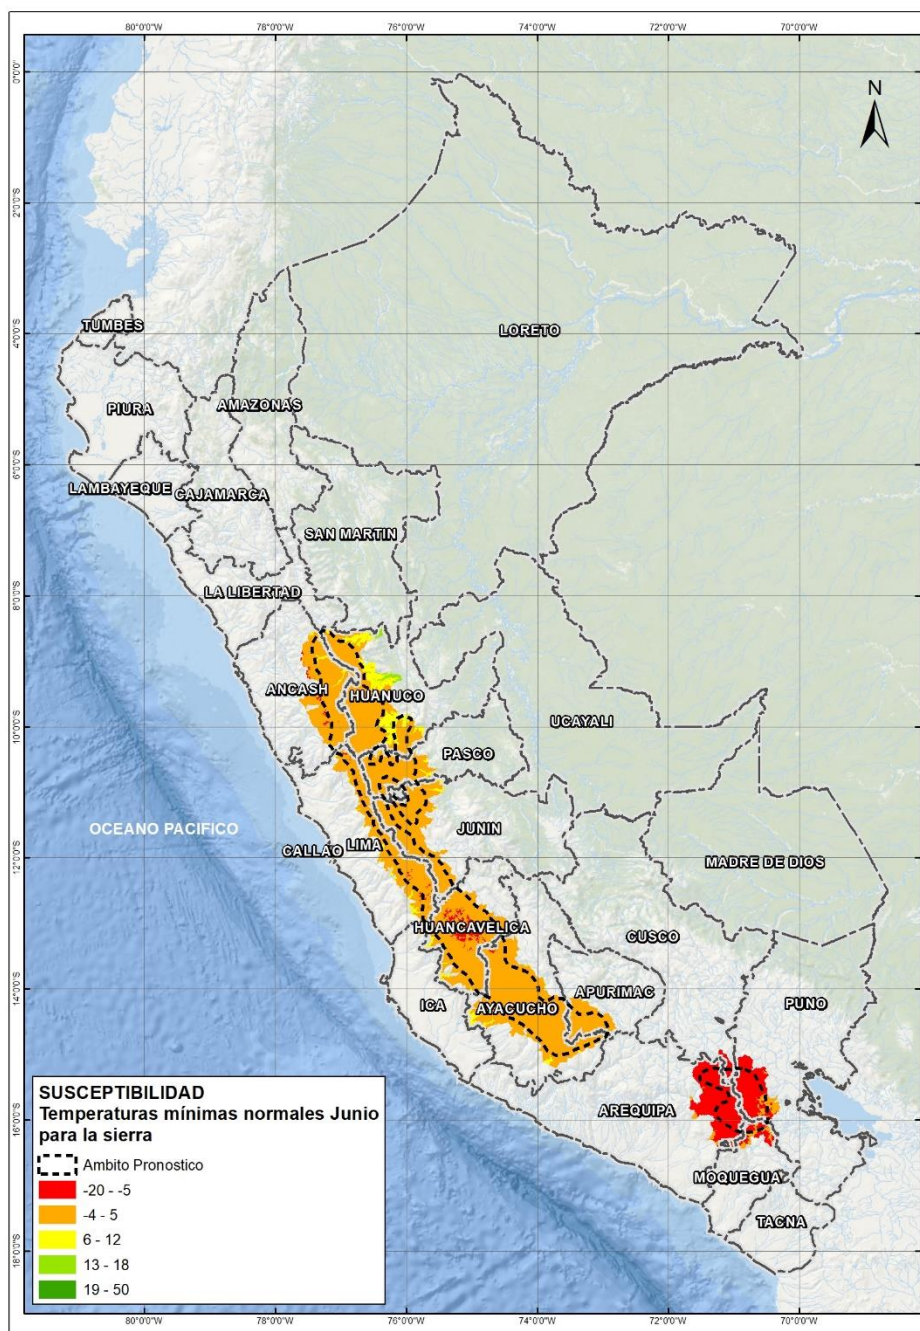 80°0'0"W
78°0'0"W
76°0'0"W
74°0'0"W
72°0'0"W
70°0'0"W
N
0°0'0"
2°0'0"S
4°0'0"S
6°0'0"S
8°0'0"S
10°0'0"S
12°0'0"S
14°0'0"S
16°0'0"S
18°0'0"S
TUMBES
LORETO
PIURA
AMAZONAS
LAMBAYEQUE
CAJAMARCA
SAN MARTIN
LA LIBERTAD
ANCASH
HUANUCO
UCAYALI
PASCO
OCEANO PACIFICO
JUNIN
CALLAO
LIMA
MADRE DE DIOS
HUANCAVELICA
CUSCO
ICA
AYACUCHO
APURIMAC
PUNO
AREQUIPA
MOQUEGUA
TACNA
SUSCEPTIBILIDAD
Temperaturas mínimas normales Junio
para la sierra
Ambito Pronostico
-20 - -5
-4 - 5
6 - 12
13 - 18
19 - 50
80°0'0"W
78°0'0"W
76°0'0"W
74°0'0"W
72°0'0"W
70°0'0"W